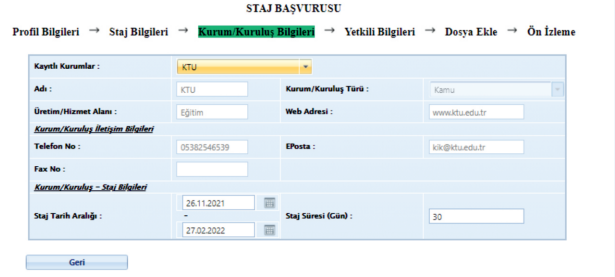 STAJ BAŞVURUSU
Profil Bilgileri → Staj Bilgileri → Kurum/Kuruluş Bilgileri → Yetkili Bilgileri → Dosya Ekle → Ön İzleme
Kayıtlı Kurumlar : KTU
Adı : KTU Kurum/Kuruluş Türü : Kamu
Üretim/Hizmet Alanı : Eğitim Web Adresi : www.ktu.edu.tr
Kurum/Kuruluş İletişim Bilgileri
Telefon No : 05382546539 EPosta : kik@ktu.edu.tr
Fax No :
Kurum/Kuruluş – Staj Bilgileri
Staj Tarih Aralığı : 26.11.2021 – 27.02.2022 Staj Süresi (Gün) : 30
Geri